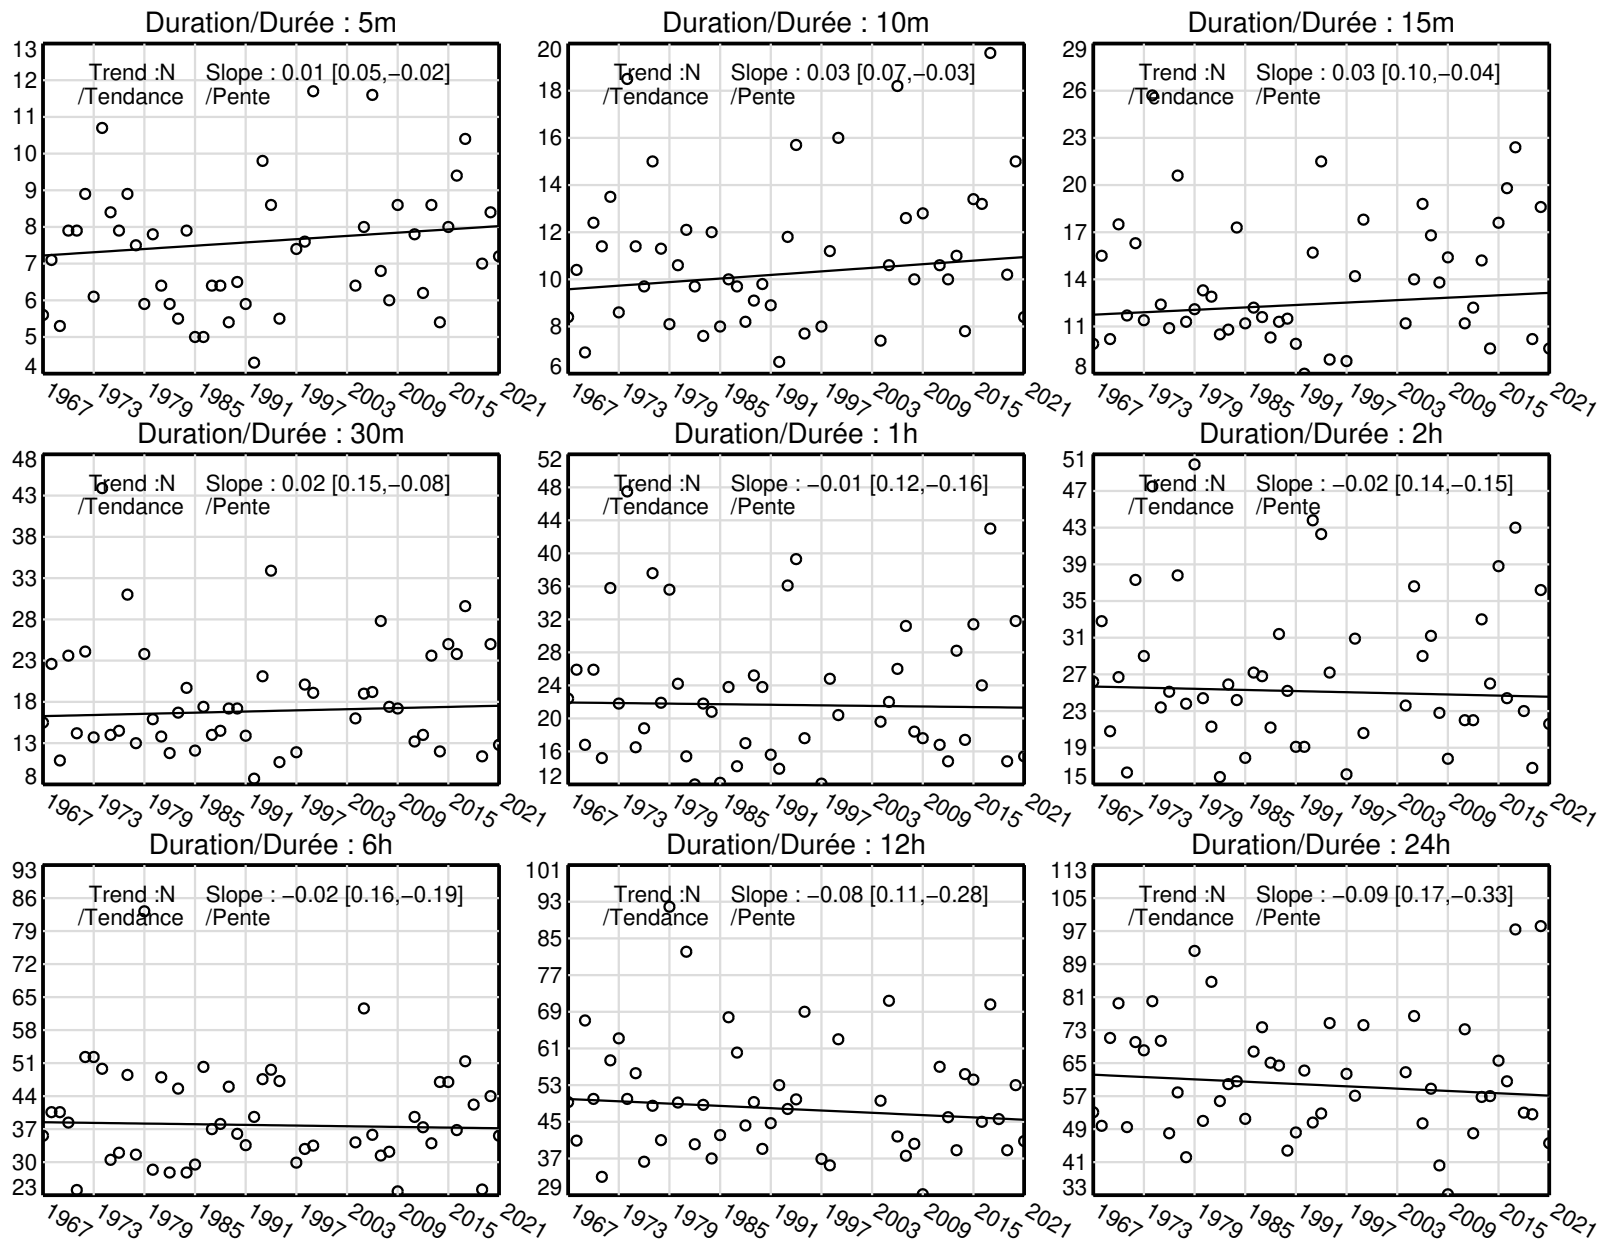 Duration/Durée : 5m
13
12
11
10
9
8
7
6
5
4
Trend :N Slope : 0.01 [0.05,−0.02]
/Tendance /Pente
1967 1973 1979 1985 1991 1997 2003 2009 2015 2021
Duration/Durée : 10m
20
18
16
14
12
10
8
6
Trend :N Slope : 0.03 [0.07,−0.03]
/Tendance /Pente
1967 1973 1979 1985 1991 1997 2003 2009 2015 2021
Duration/Durée : 15m
29
26
23
20
17
14
11
8
Trend :N Slope : 0.03 [0.10,−0.04]
/Tendance /Pente
1967 1973 1979 1985 1991 1997 2003 2009 2015 2021
Duration/Durée : 30m
48
43
38
33
28
23
18
13
8
Trend :N Slope : 0.02 [0.15,−0.08]
/Tendance /Pente
1967 1973 1979 1985 1991 1997 2003 2009 2015 2021
Duration/Durée : 1h
52
48
44
40
36
32
28
24
20
16
12
Trend :N Slope : −0.01 [0.12,−0.16]
/Tendance /Pente
1967 1973 1979 1985 1991 1997 2003 2009 2015 2021
Duration/Durée : 2h
51
47
43
39
35
31
27
23
19
15
Trend :N Slope : −0.02 [0.14,−0.15]
/Tendance /Pente
1967 1973 1979 1985 1991 1997 2003 2009 2015 2021
Duration/Durée : 6h
93
86
79
72
65
58
51
44
37
30
23
Trend :N Slope : −0.02 [0.16,−0.19]
/Tendance /Pente
1967 1973 1979 1985 1991 1997 2003 2009 2015 2021
Duration/Durée : 12h
101
93
85
77
69
61
53
45
37
29
Trend :N Slope : −0.08 [0.11,−0.28]
/Tendance /Pente
1967 1973 1979 1985 1991 1997 2003 2009 2015 2021
Duration/Durée : 24h
113
105
97
89
81
73
65
57
49
41
33
Trend :N Slope : −0.09 [0.17,−0.33]
/Tendance /Pente
1967 1973 1979 1985 1991 1997 2003 2009 2015 2021